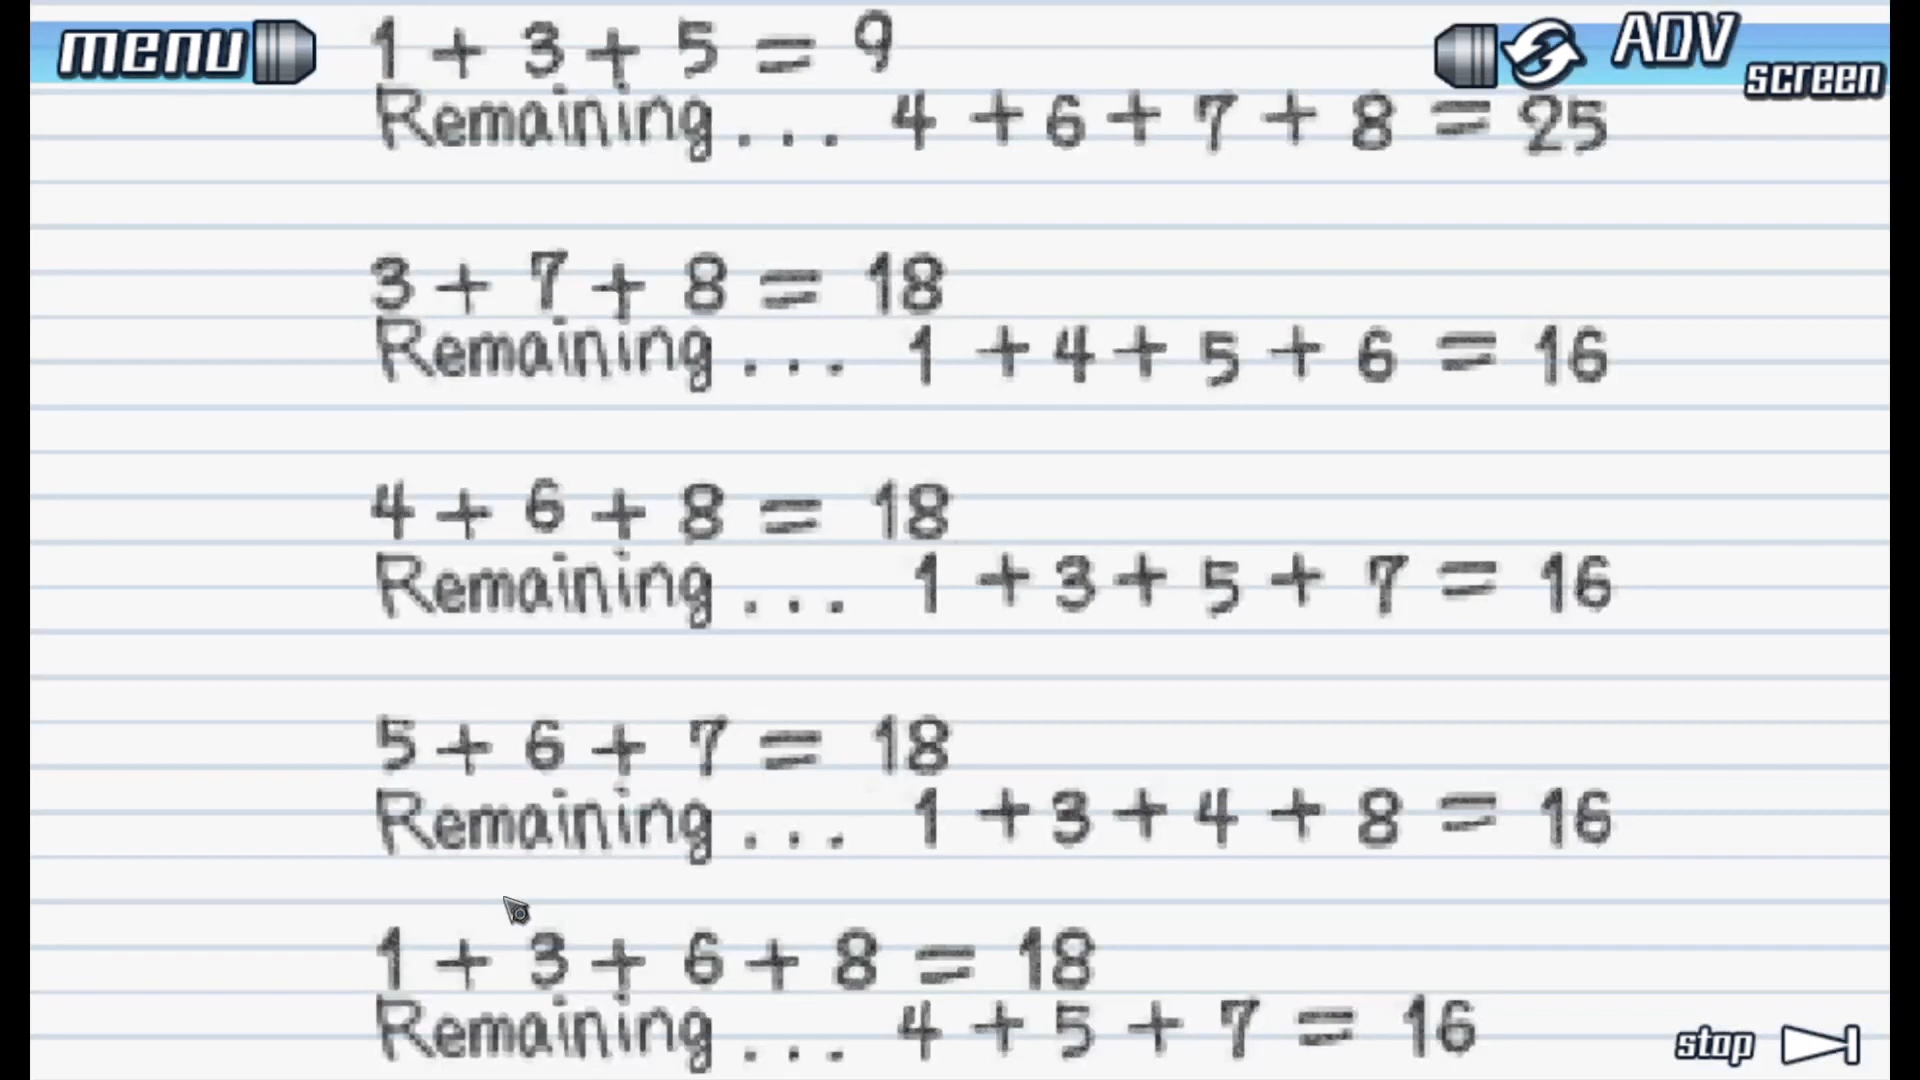 menu
ADV
screen
1 + 3 + 5 = 9
Remaining... 4 + 6 + 7 + 8 = 25
3 + 7 + 8 = 18
Remaining... 1 + 4 + 5 + 6 = 16
4 + 6 + 8 = 18
Remaining... 1 + 3 + 5 + 7 = 16
5 + 6 + 7 = 18
Remaining... 1 + 3 + 4 + 8 = 16
1 + 3 + 6 + 8 = 18
Remaining... 4 + 5 + 7 = 16
stop